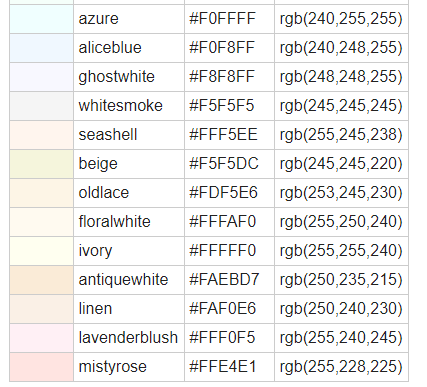 azure #F0FFFF rgb(240,255,255)
aliceblue #F0F8FF rgb(240,248,255)
ghostwhite #F8F8FF rgb(248,248,255)
whitesmoke #F5F5F5 rgb(245,245,245)
seashell #FFF5EE rgb(255,245,238)
beige #F5F5DC rgb(245,245,220)
oldlace #FDF5E6 rgb(253,245,230)
floralwhite #FFFAF0 rgb(255,250,240)
ivory #FFFFF0 rgb(255,255,240)
antiquewhite #FAEBD7 rgb(250,235,215)
linen #FAF0E6 rgb(250,240,230)
lavenderblush #FFF0F5 rgb(255,240,245)
mistyrose #FFE4E1 rgb(255,228,225)